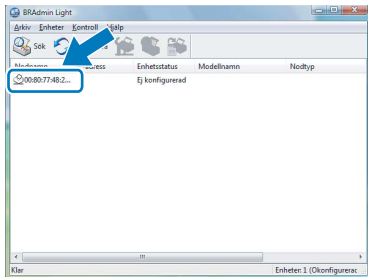 BRAdmin Light
Arkiv Enheter Kontroll Hjälp
Sök
Nodnamn Enhetsstatus Modellnamn Nodtyp
00:80:77:48:2... Ej konfigurerad
Klar Enheter: 1 (Okonfigurerac